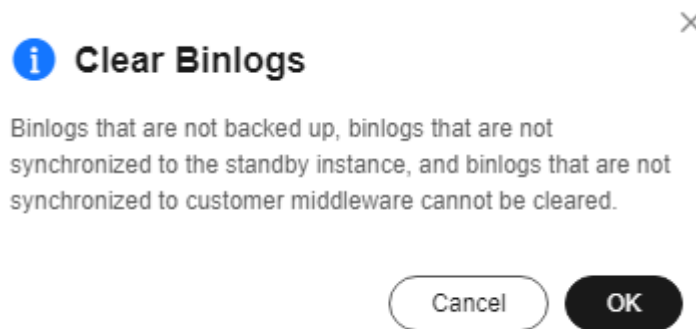 Clear Binlogs
Binlogs that are not backed up, binlogs that are not
synchronized to the standby instance, and binlogs that are not
synchronized to customer middleware cannot be cleared.
Cancel
OK